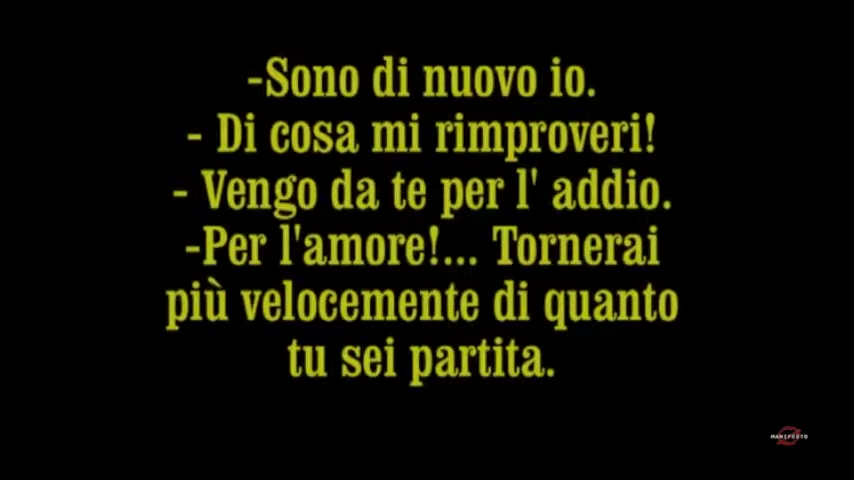 -Sono di nuovo io.
- Di cosa mi rimproveri!
- Vengo da te per l' addio.
-Per l'amore!... Tornerai
più velocemente di quanto
tu sei partita.
MANIFESTO